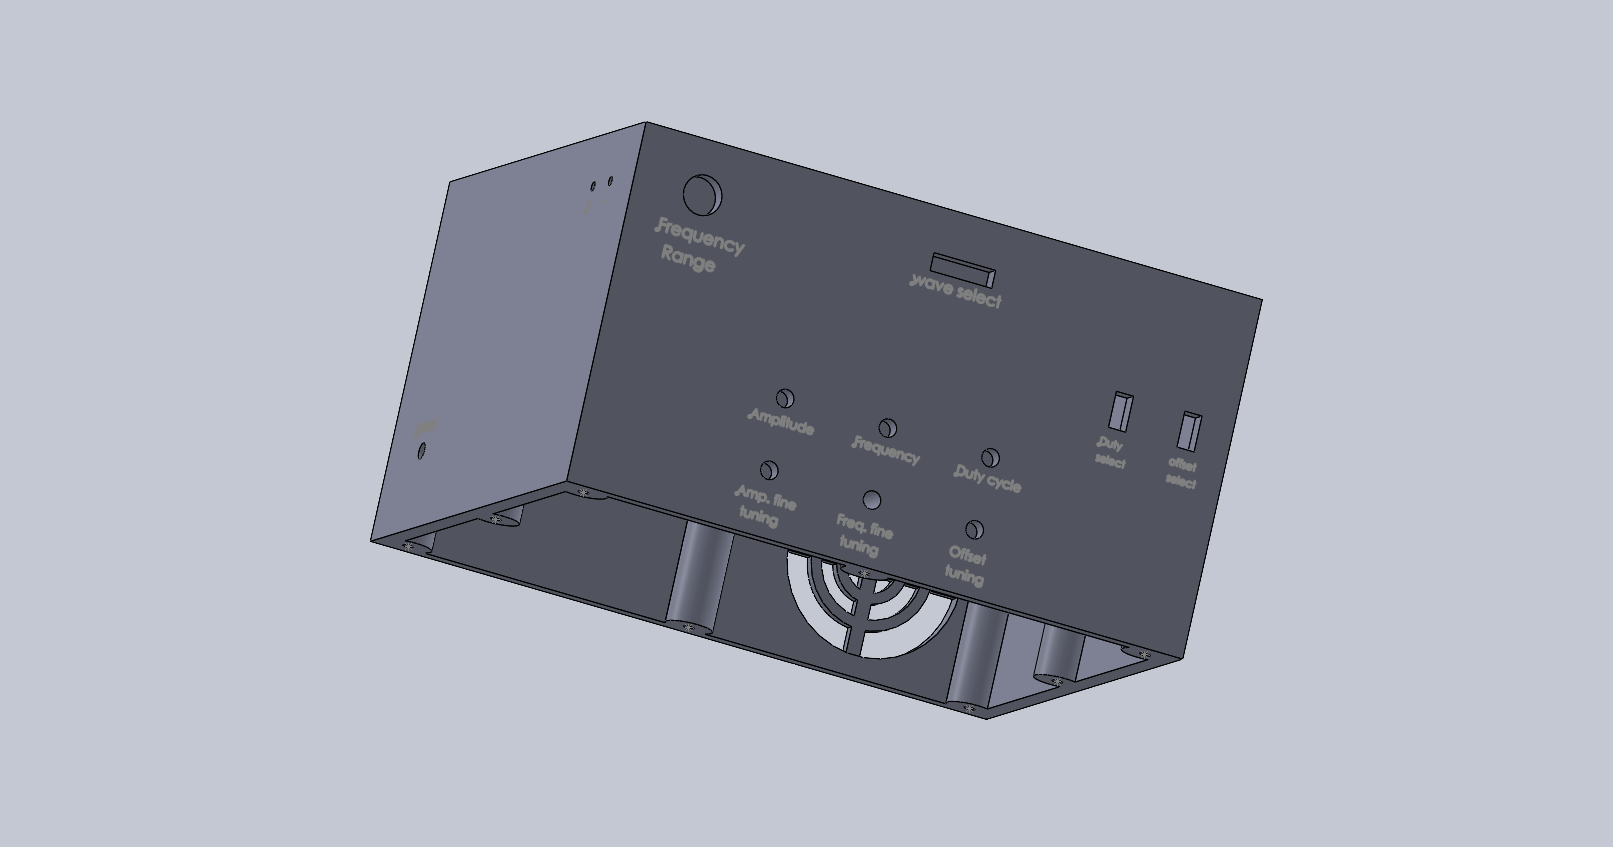 Frequency
Range
wave select
Amplitude
Frequency
Duty cycle
Duty
select
offset
select
Amp. fine
tuning
Freq. fine
tuning
Offset
tuning